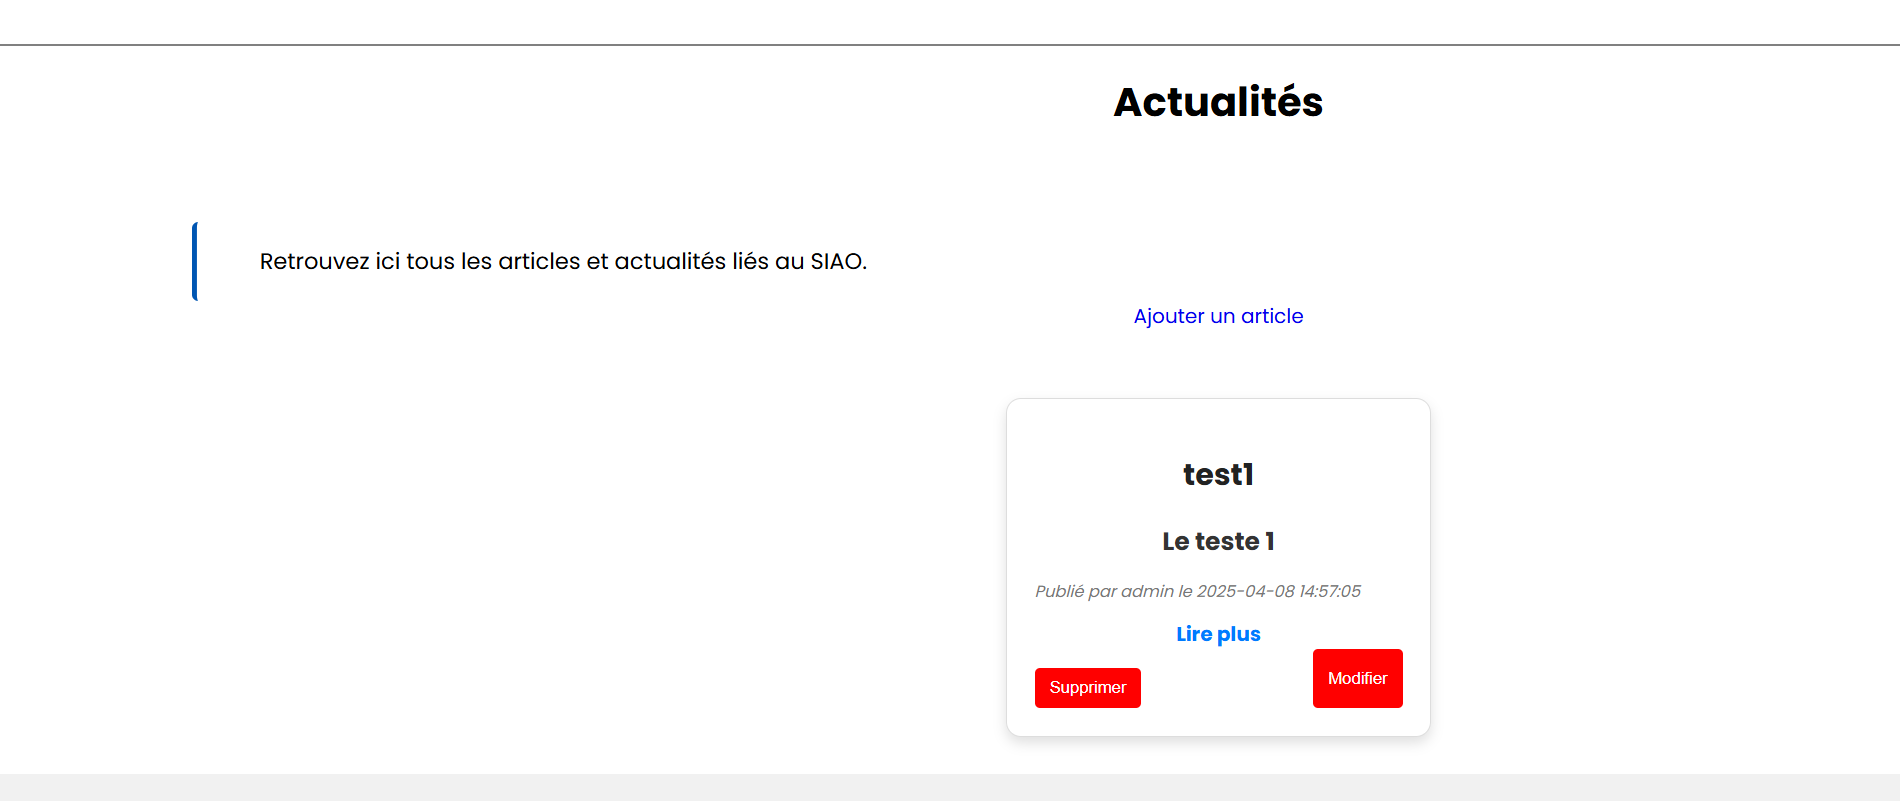 Actualités
Retrouvez ici tous les articles et actualités liés au SIAO.
Ajouter un article
test1
Le teste 1
Publié par admin le 2025-04-08 14:57:05
Lire plus
Supprimer
Modifier